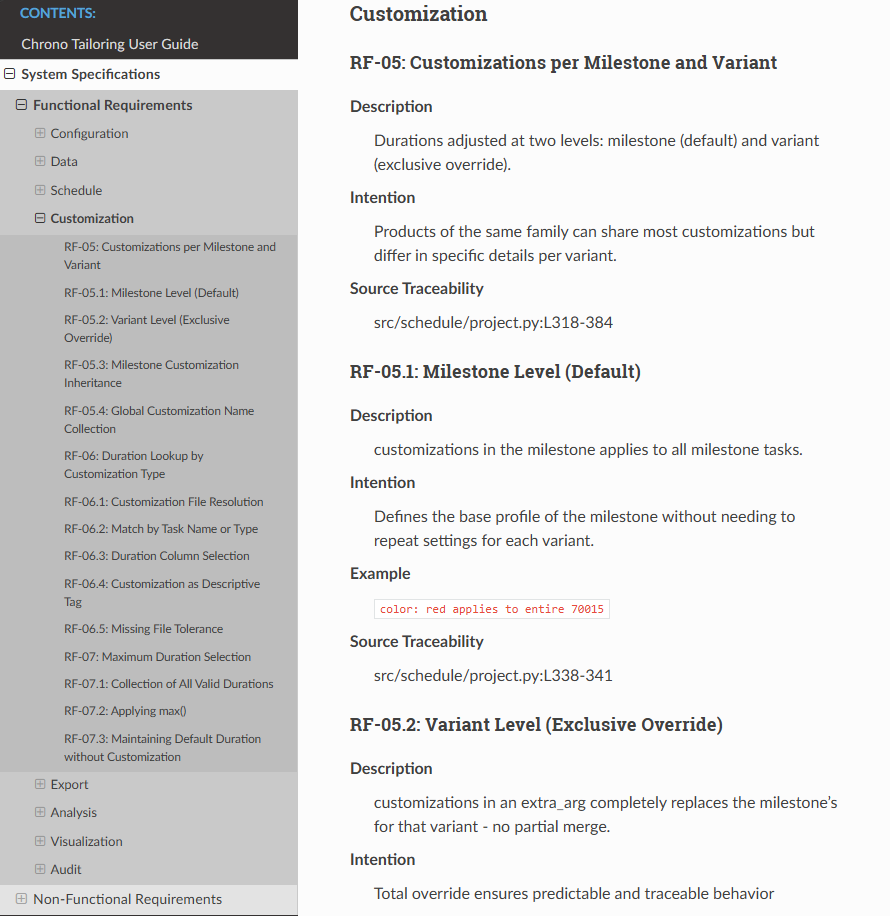 CONTENTS:
Chrono Tailoring User Guide
System Specifications
Functional Requirements
Configuration
Data
Schedule
Customization
RF-05: Customizations per Milestone and
Variant
RF-05.1: Milestone Level (Default)
RF-05.2: Variant Level (Exclusive
Override)
RF-05.3: Milestone Customization
Inheritance
RF-05.4: Global Customization Name
Collection
RF-06: Duration Lookup by
Customization Type
RF-06.1: Customization File Resolution
RF-06.2: Match by Task Name or Type
RF-06.3: Duration Column Selection
RF-06.4: Customization as Descriptive
Tag
RF-06.5: Missing File Tolerance
RF-07: Maximum Duration Selection
RF-07.1: Collection of All Valid Durations
RF-07.2: Applying max()
RF-07.3: Maintaining Default Duration
without Customization
Export
Analysis
Visualization
Audit
Non-Functional Requirements
Customization
RF-05: Customizations per Milestone and Variant
Description
Durations adjusted at two levels: milestone (default) and variant
(exclusive override).
Intention
Products of the same family can share most customizations but
differ in specific details per variant.
Source Traceability
src/schedule/project.py:L318-384
RF-05.1: Milestone Level (Default)
Description
customizations in the milestone applies to all milestone tasks.
Intention
Defines the base profile of the milestone without needing to
repeat settings for each variant.
Example
color: red applies to entire 70015
Source Traceability
src/schedule/project.py:L338-341
RF-05.2: Variant Level (Exclusive Override)
Description
customizations in an extra_arg completely replaces the milestone's
for that variant - no partial merge.
Intention
Total override ensures predictable and traceable behavior